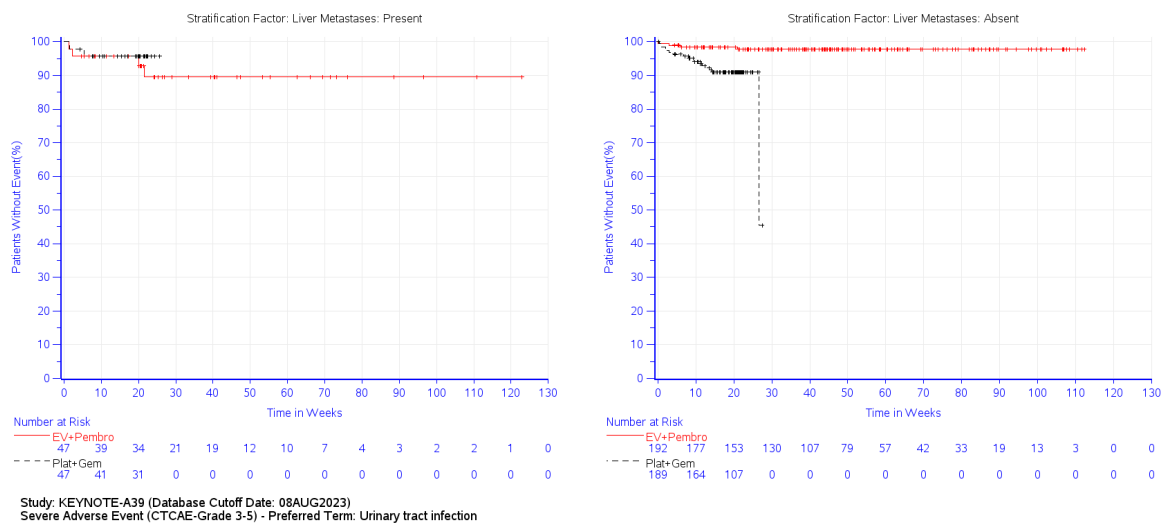 Stratification Factor: Liver Metastases: Present
100
90
80
70
60
50
40
30
20
10
0
Patients Without Event(%)
0 10 20 30 40 50 60 70 80 90 100 110 120 130
Time in Weeks
Number at Risk
EV+Pembro
47 39 34 21 19 12 10 7 4 3 2 2 1 0
Plat+Gem
47 41 31 0 0 0 0 0 0 0 0 0 0 0
Stratification Factor: Liver Metastases: Absent
100
90
80
70
60
50
40
30
20
10
0
Patients Without Event(%)
0 10 20 30 40 50 60 70 80 90 100 110 120 130
Time in Weeks
Number at Risk
EV+Pembro
192 177 153 130 107 79 57 42 33 19 13 3 0 0
Plat+Gem
189 164 107 0 0 0 0 0 0 0 0 0 0 0
Study: KEYNOTE-A39 (Database Cutoff Date: 08AUG2023)
Severe Adverse Event (CTCAE-Grade 3-5) - Preferred Term: Urinary tract infection